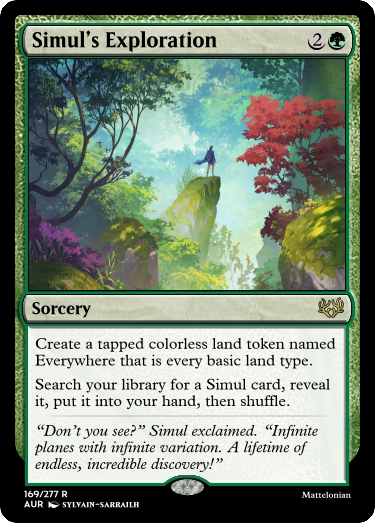 Simul's Exploration 2
Sorcery
Create a tapped colorless land token named
Everywhere that is every basic land type.
Search your library for a Simul card, reveal
it, put it into your hand, then shuffle.
"Don't you see?" Simul exclaimed. "Infinite
planes with infinite variation. A lifetime of
endless, incredible discovery!"
169/277 R
AUR SYLVAIN-SARRAILH
Mattelonian